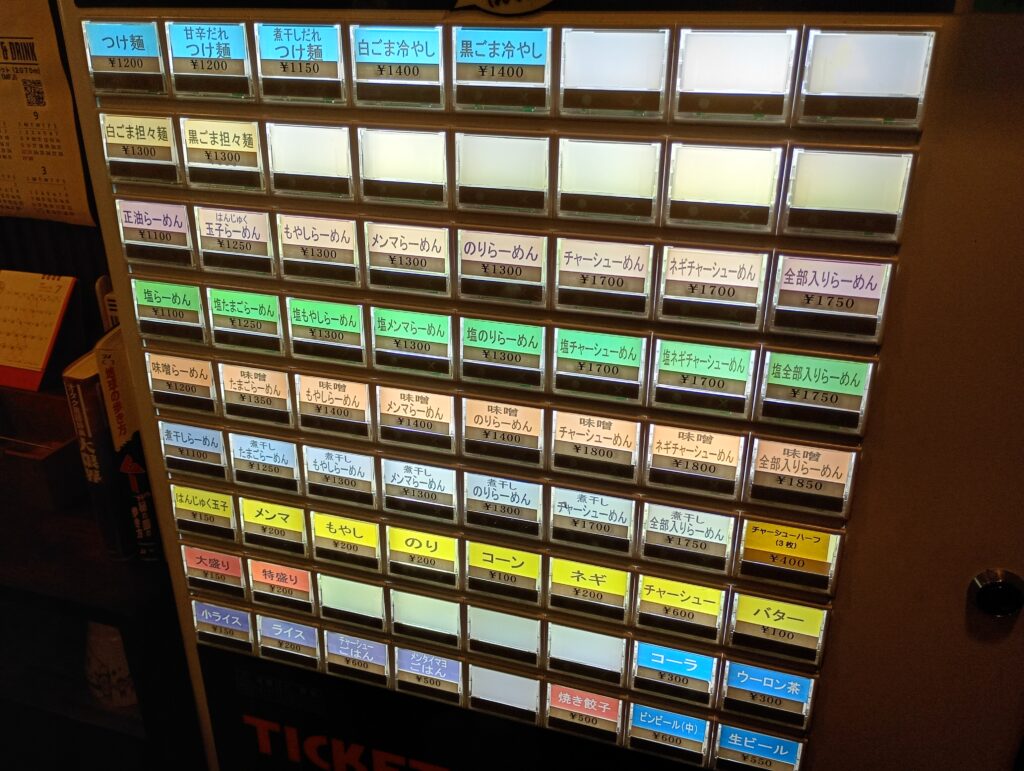 つけ麺
¥1200
甘辛だれ
つけ麺
¥1200
煮干しだれ
つけ麺
¥1150
白ごま冷やし
¥1400
黒ごま冷やし
¥1400
白ごま担々麺
¥1300
黒ごま担々麺
¥1300
正油らーめん
¥1100
はんじゅく
玉子らーめん
¥1250
もやしらーめん
¥1300
メンマらーめん
¥1300
のりらーめん
¥1300
チャーシューめん
¥1700
ネギチャーシューめん
¥1700
全部入りらーめん
¥1750
塩らーめん
¥1100
塩たまごらーめん
¥1250
塩もやしらーめん
¥1300
塩メンマらーめん
¥1300
塩のりらーめん
¥1300
塩チャーシューめん
¥1700
塩ネギチャーシューめん
¥1700
塩全部入りらーめん
¥1750
味噌らーめん
¥1200
味噌
たまごらーめん
¥1350
味噌
もやしらーめん
¥1400
味噌
メンマらーめん
¥1400
味噌
のりらーめん
¥1400
味噌
チャーシューめん
¥1800
味噌
ネギチャーシューめん
¥1800
味噌
全部入りらーめん
¥1850
煮干しらーめん
¥1100
煮干し
たまごらーめん
¥1250
煮干し
もやしらーめん
¥1300
煮干し
メンマらーめん
¥1300
煮干し
のりらーめん
¥1300
煮干し
チャーシューめん
¥1700
煮干し
全部入りらーめん
¥1750
チャーシューハーフ
(3枚)
¥400
はんじゅく玉子
¥150
メンマ
¥200
もやし
¥200
のり
¥200
コーン
¥100
ネギ
¥200
チャーシュー
¥600
バター
¥100
大盛り
¥150
特盛り
¥200
コーラ
¥300
ウーロン茶
¥300
小ライス
¥150
ライス
¥200
チャーシュー
ごはん
¥600
メンタイマヨ
ごはん
¥500
焼き餃子
¥500
ビンビール(中)
¥600
生ビール
¥550
TICKET
& DRINK
地球の歩き方